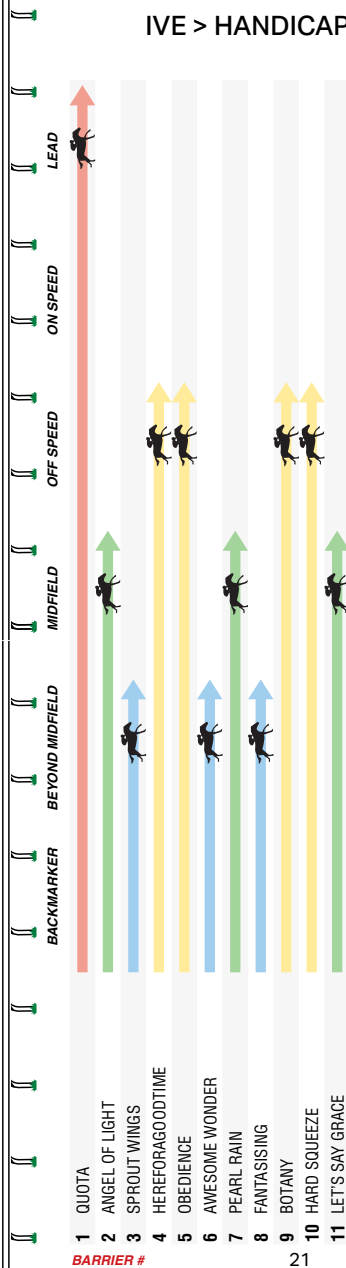 IVE > HANDICAP
LEAD
ON SPEED
OFF SPEED
MIDFIELD
BEYOND MIDFIELD
BACKMARKER
1 QUOTA
2 ANGEL OF LIGHT
3 SPROUT WINGS
4 HEREFORAGOODTIME
5 OBEDIENCE
6 AWESOME WONDER
7 PEARL RAIN
8 FANTASISING
9 BOTANY
10 HARD SQUEEZE
11 LET'S SAY GRACE
BARRIER #
21